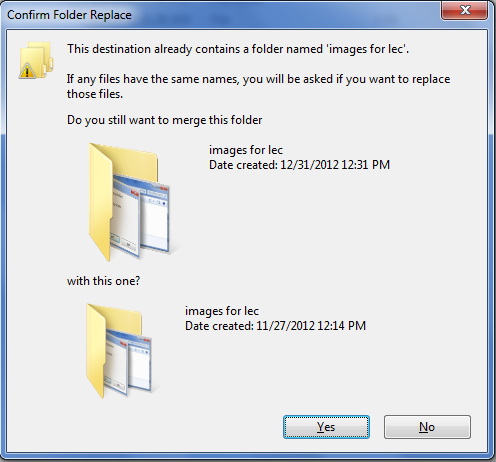 Confirm Folder Replace
This destination already contains a folder named 'images for lec'.
If any files have the same names, you will be asked if you want to replace
those files.
Do you still want to merge this folder
images for lec
Date created: 12/31/2012 12:31 PM
with this one?
images for lec
Date created: 11/27/2012 12:14 PM
Yes
No